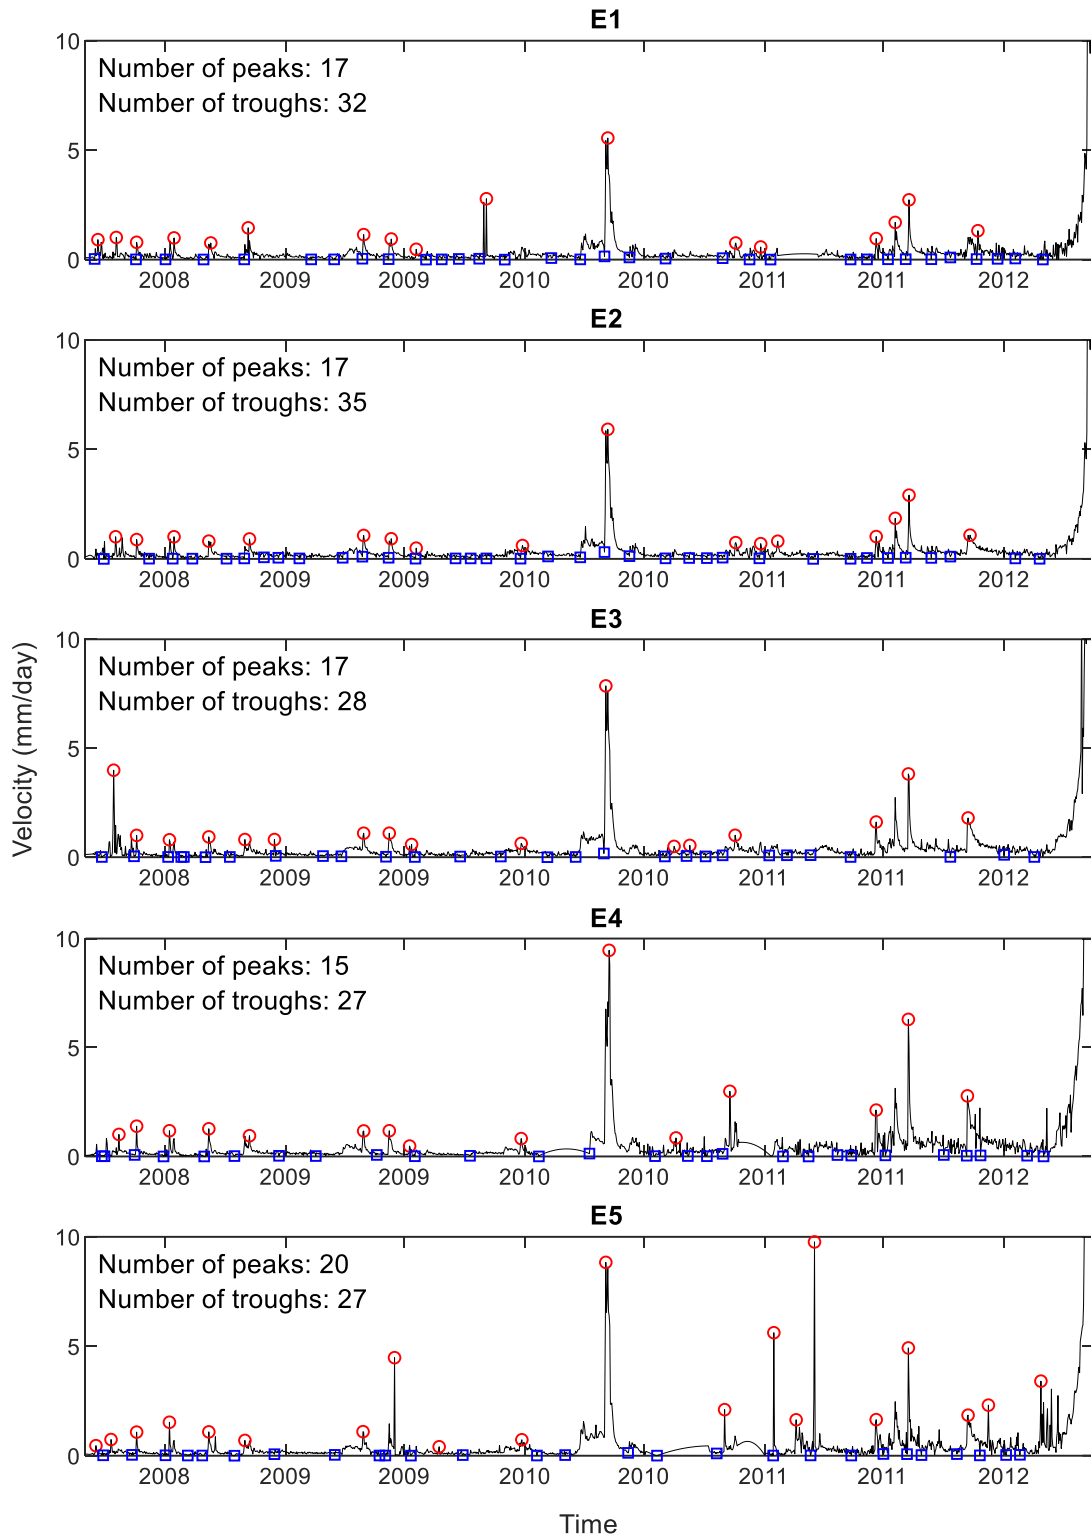 E1
10
Number of peaks: 17
Number of troughs: 32
5
0
2008 2009 2009 2010 2010 2011 2011 2012
E2
10
Number of peaks: 17
Number of troughs: 35
5
0
2008 2009 2009 2010 2010 2011 2011 2012
E3
10
Number of peaks: 17
Number of troughs: 28
5
0
2008 2009 2009 2010 2010 2011 2011 2012
Velocity (mm/day)
E4
10
Number of peaks: 15
Number of troughs: 27
5
0
2008 2009 2009 2010 2010 2011 2011 2012
E5
10
Number of peaks: 20
Number of troughs: 27
5
0
2008 2009 2009 2010 2010 2011 2011 2012
Time